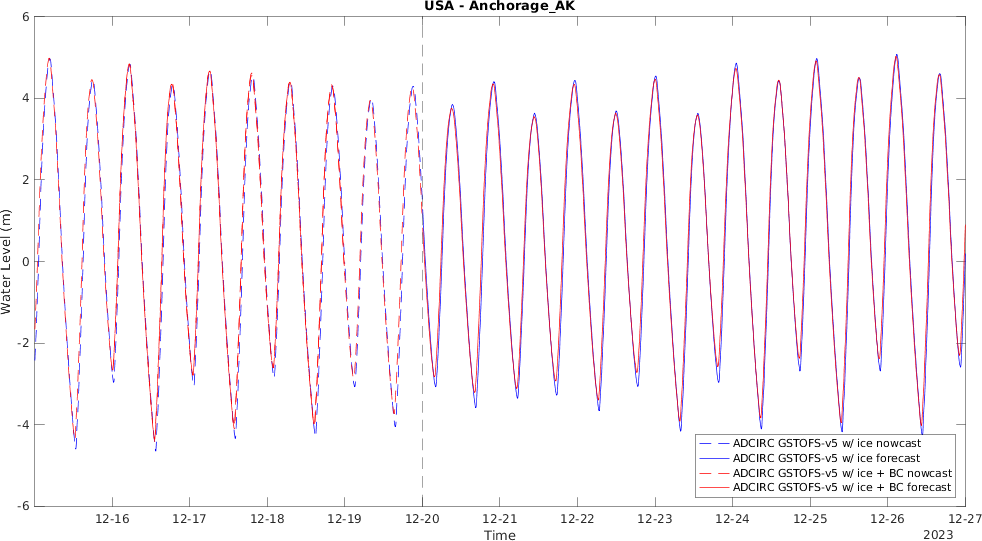 USA - Anchorage_AK
6
4
2
0
-2
-4
-6
Water Level (m)
ADCIRC GSTOFS-v5 w/ ice nowcast
ADCIRC GSTOFS-v5 w/ ice forecast
ADCIRC GSTOFS-v5 w/ ice + BC nowcast
ADCIRC GSTOFS-v5 w/ ice + BC forecast
12-16 12-17 12-18 12-19 12-20 12-21 12-22 12-23 12-24 12-25 12-26 12-27
Time
2023